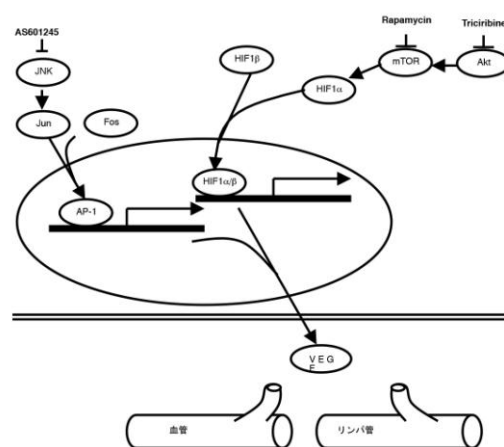 Rapamycin
Triciribine
AS601245
HIF1β
mTOR
Akt
JNK
HIF1α
Jun
Fos
HIF1α/β
AP-1
V E G
F
血管
リンパ管